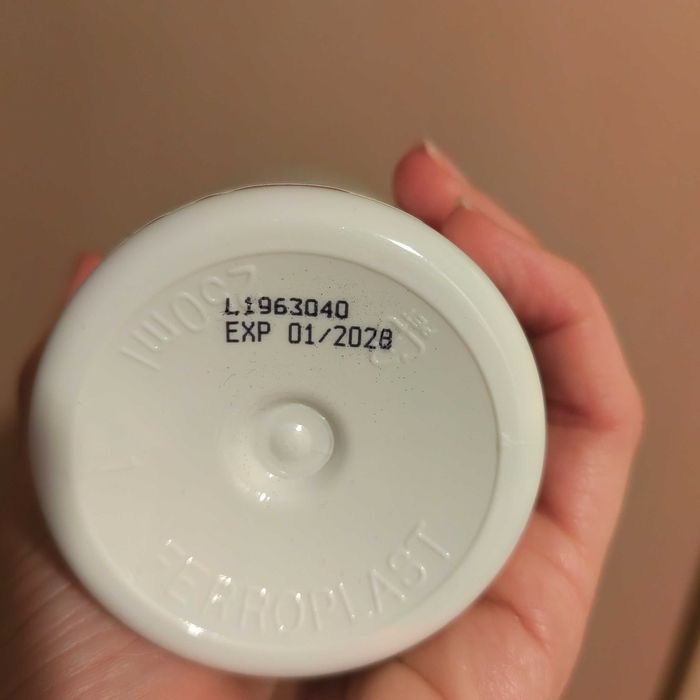 250ml
L1963040
EXP 01/2028
FERROPLAST